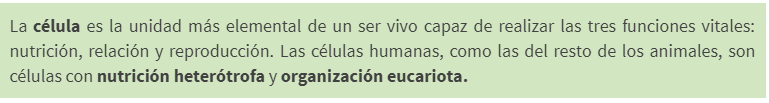 La célula es la unidad más elemental de un ser vivo capaz de realizar las tres funciones vitales:
nutrición, relación y reproducción. Las células humanas, como las del resto de los animales, son
células con nutrición heterótrofa y organización eucariota.